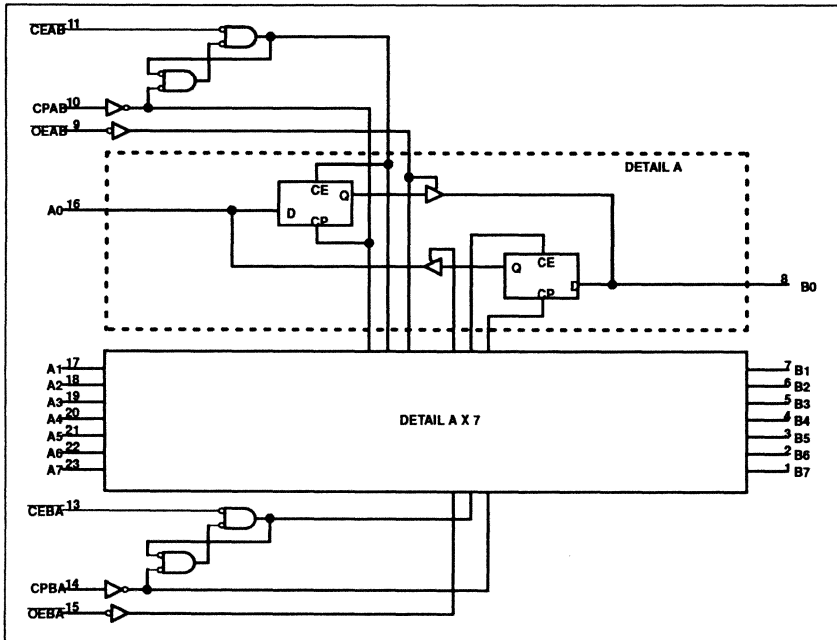 CEAB 11
CPAB 10
OEAB 9
DETAIL A
CE
D
Q
CP
A0 16
Q
CE
D
CP
8 B0
A1 17
A2 18
A3 19
A4 20
A5 21
A6 22
A7 23
DETAIL A X 7
7 B1
6 B2
5 B3
4 B4
3 B5
2 B6
1 B7
CEBA 13
CPBA 14
OEBA 15